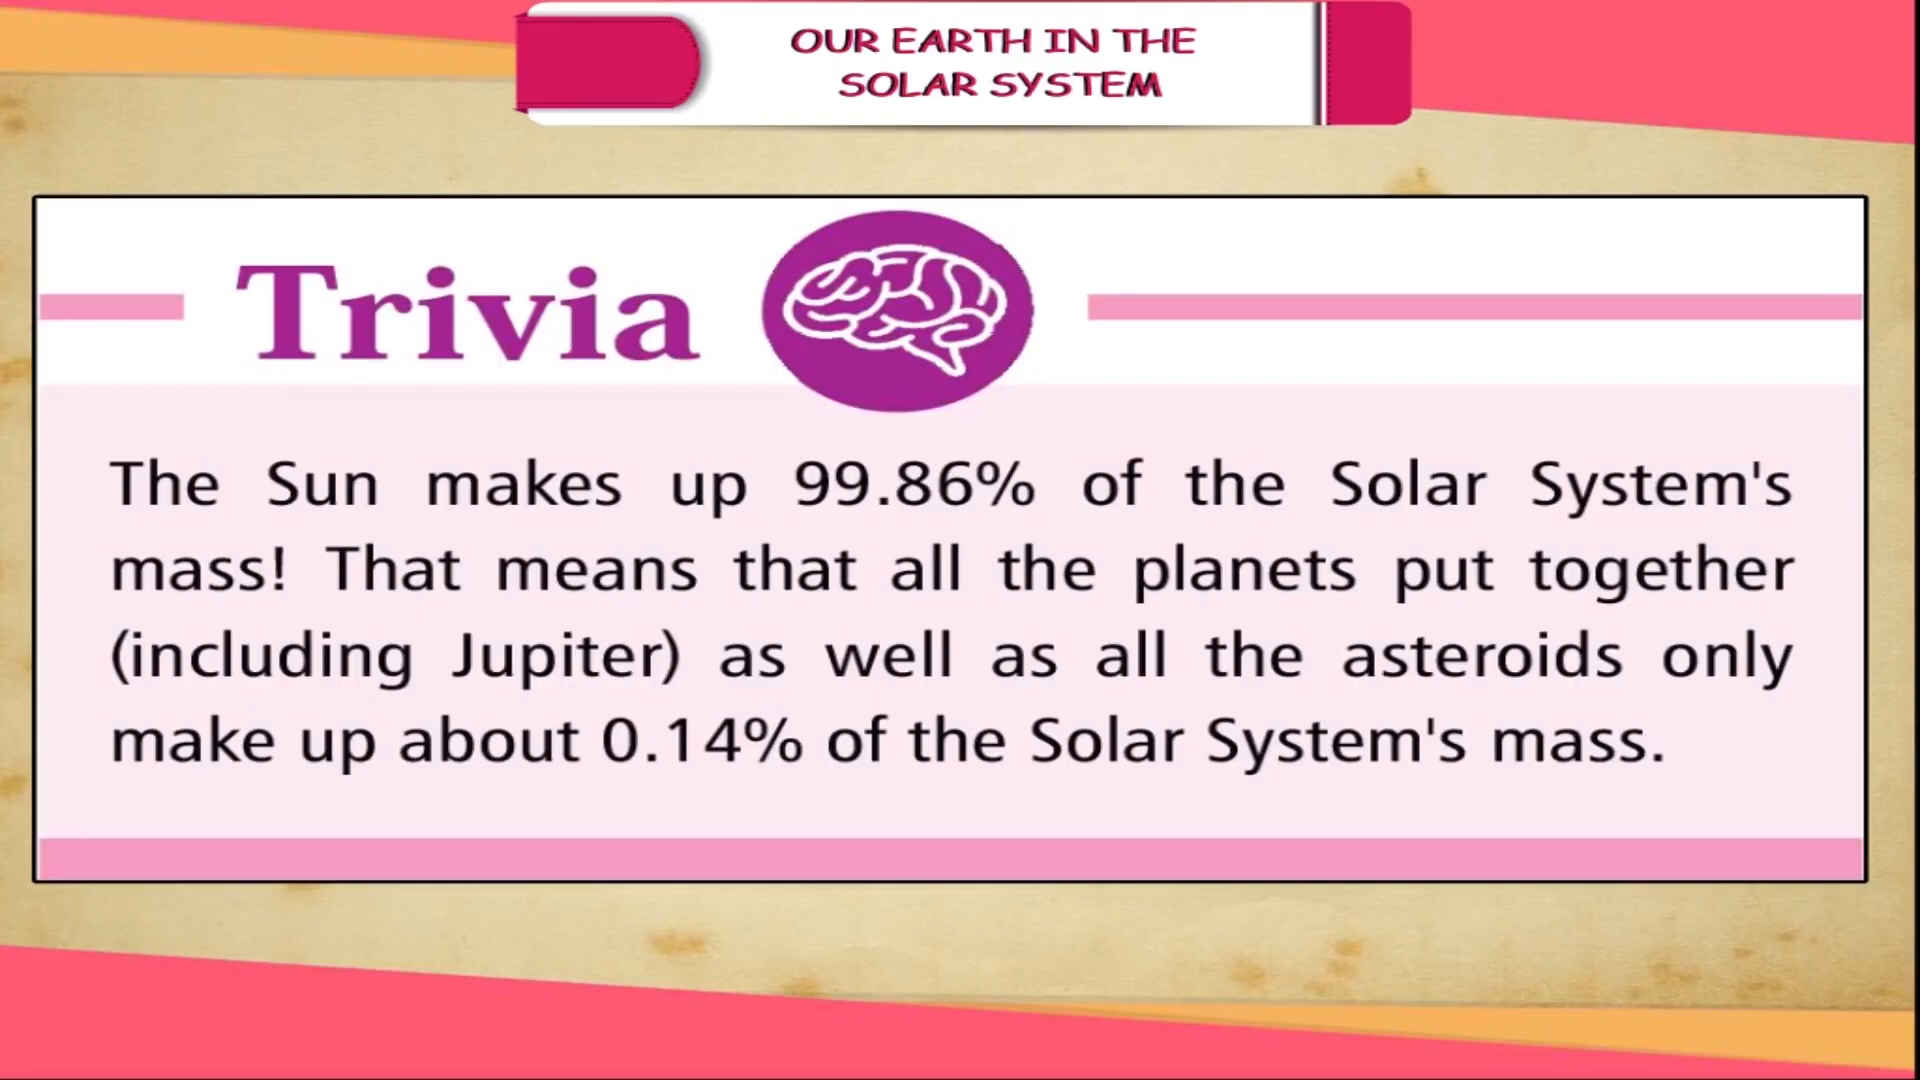 OUR EARTH IN THE
SOLAR SYSTEM
Trivia
The Sun makes up 99.86% of the Solar System's
mass! That means that all the planets put together
(including Jupiter) as well as all the asteroids only
make up about 0.14% of the Solar System's mass.